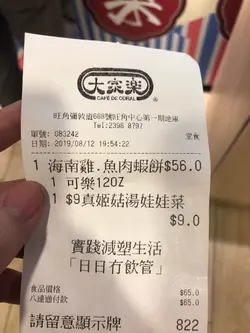 大家樂
CAFÉ DE CORAL
旺角彌敦道688號旺角中心第一期地庫
Tel:2398 8797
單號: 083242 堂食
日期: 2019/08/12 19:54:22
1 海南雞.魚肉蝦餅$56.0
1 可樂12OZ
1 $9真姬菇湯娃娃菜
$9.0
實踐減塑生活
「日日冇飲管」
食品價格 $65.0
八達通付款 $65.0
請留意顯示牌 822